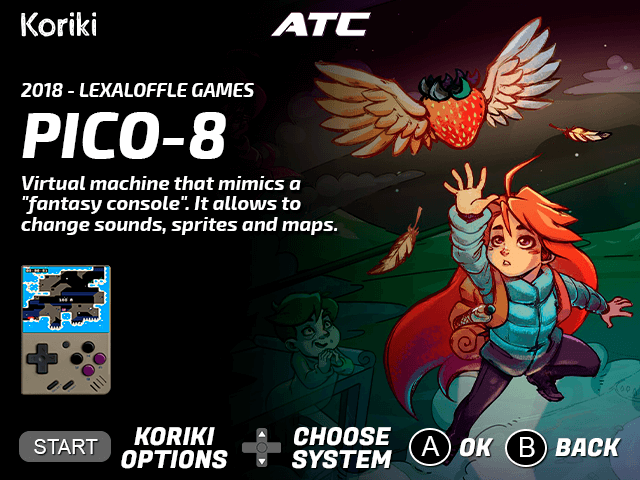 Koriki
ATC
2018 - LEXALOFFLE GAMES
PICO-8
Virtual machine that mimics a
"fantasy console". It allows to
change sounds, sprites and maps.
START
KORIKI
OPTIONS
CHOOSE
SYSTEM
A OK
B BACK